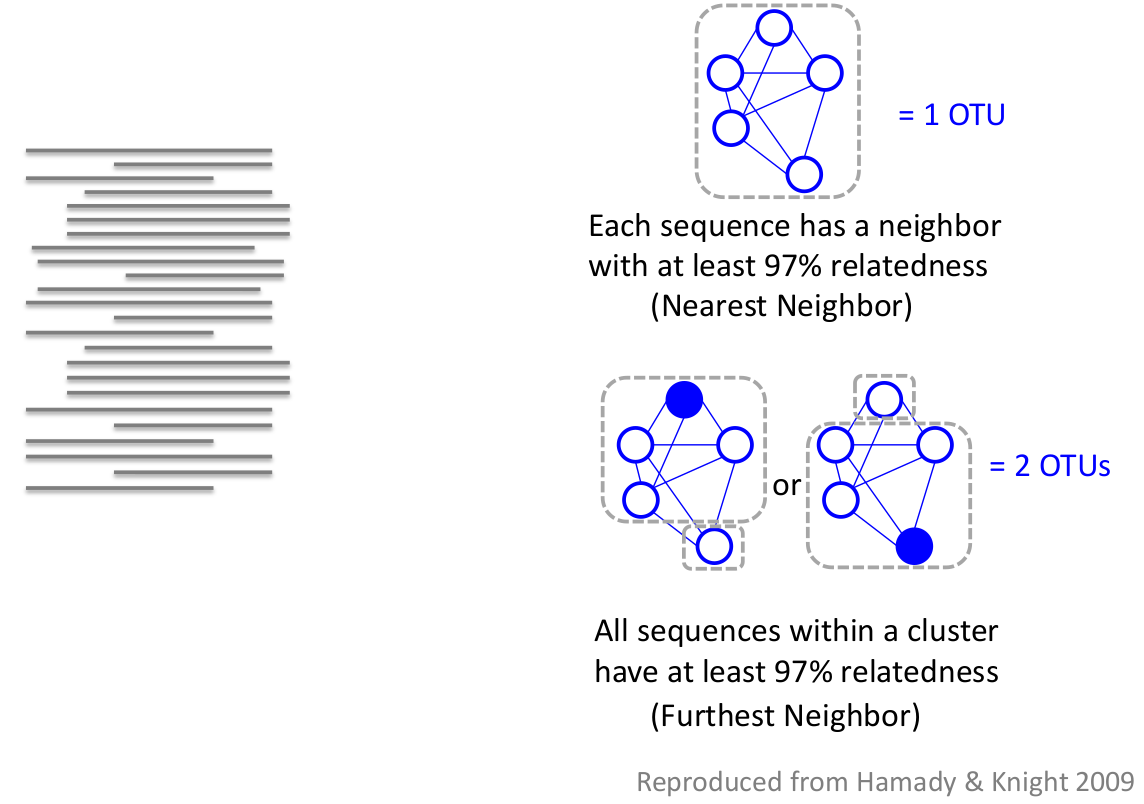 = 1 OTU
Each sequence has a neighbor
with at least 97% relatedness
(Nearest Neighbor)
or
= 2 OTUs
All sequences within a cluster
have at least 97% relatedness
(Furthest Neighbor)
Reproduced from Hamady & Knight 2009